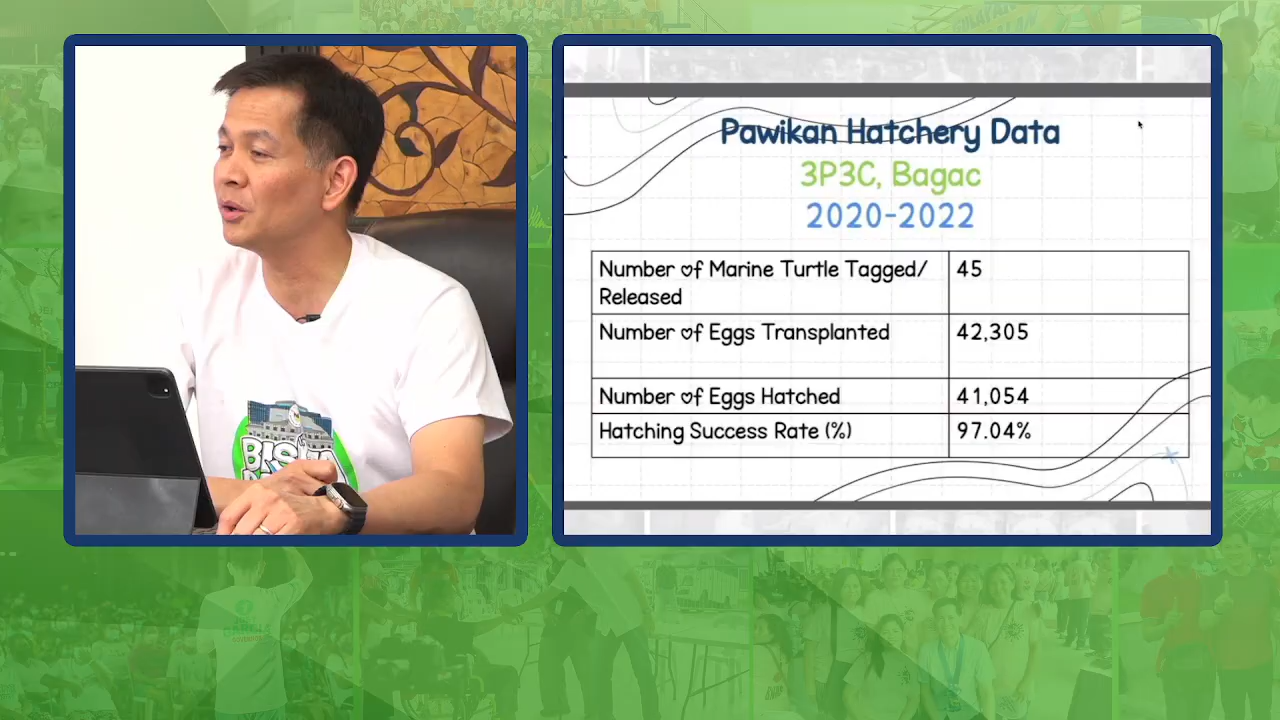 Pawikan Hatchery Data
3P3C, Bagac
2020-2022
Number of Marine Turtle Tagged/
Released
45
Number of Eggs Transplanted
42,305
Number of Eggs Hatched
41,054
Hatching Success Rate (%)
97.04%